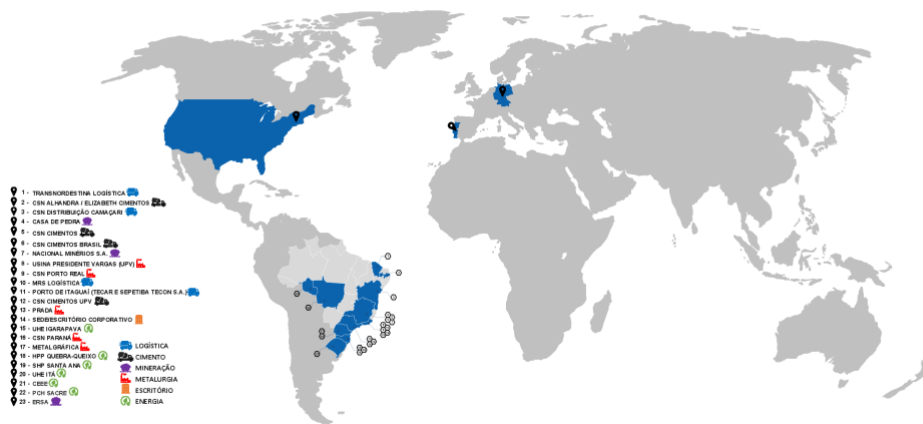 1 - TRANSNORDESTINA LOGÍSTICA
2 - CSN ALHANDRA / ELIZABETH CIMENTOS
3 - CSN DISTRIBUIÇÃO CAMAÇARI
4 - CASA DE PEDRA
5 - CSN CIMENTOS
6 - CSN CIMENTOS BRASIL
7 - NACIONAL MINÉRIOS S.A.
8 - USINA PRESIDENTE VARGAS (UPV)
9 - CSN PORTO REAL
10 - MRS LOGÍSTICA
11 - PORTO DE ITAGUAÍ (TECAR E SEPETIBA TECON S.A.)
12 - CSN CIMENTOS UPV
13 - PRADA
14 - SEDE/ESCRITÓRIO CORPORATIVO
15 - UHE IGARAPAVA
16 - CSN PARANÁ
17 - METALGRÁFICA
18 - HPP QUEBRA-QUEIXO
19 - SHP SANTA ANA
20 - UHE ITÁ
21 - CEEE
22 - PCH SACRE
23 - ERSA
LOGÍSTICA
CIMENTO
MINERAÇÃO
METALURGIA
ESCRITÓRIO
ENERGIA